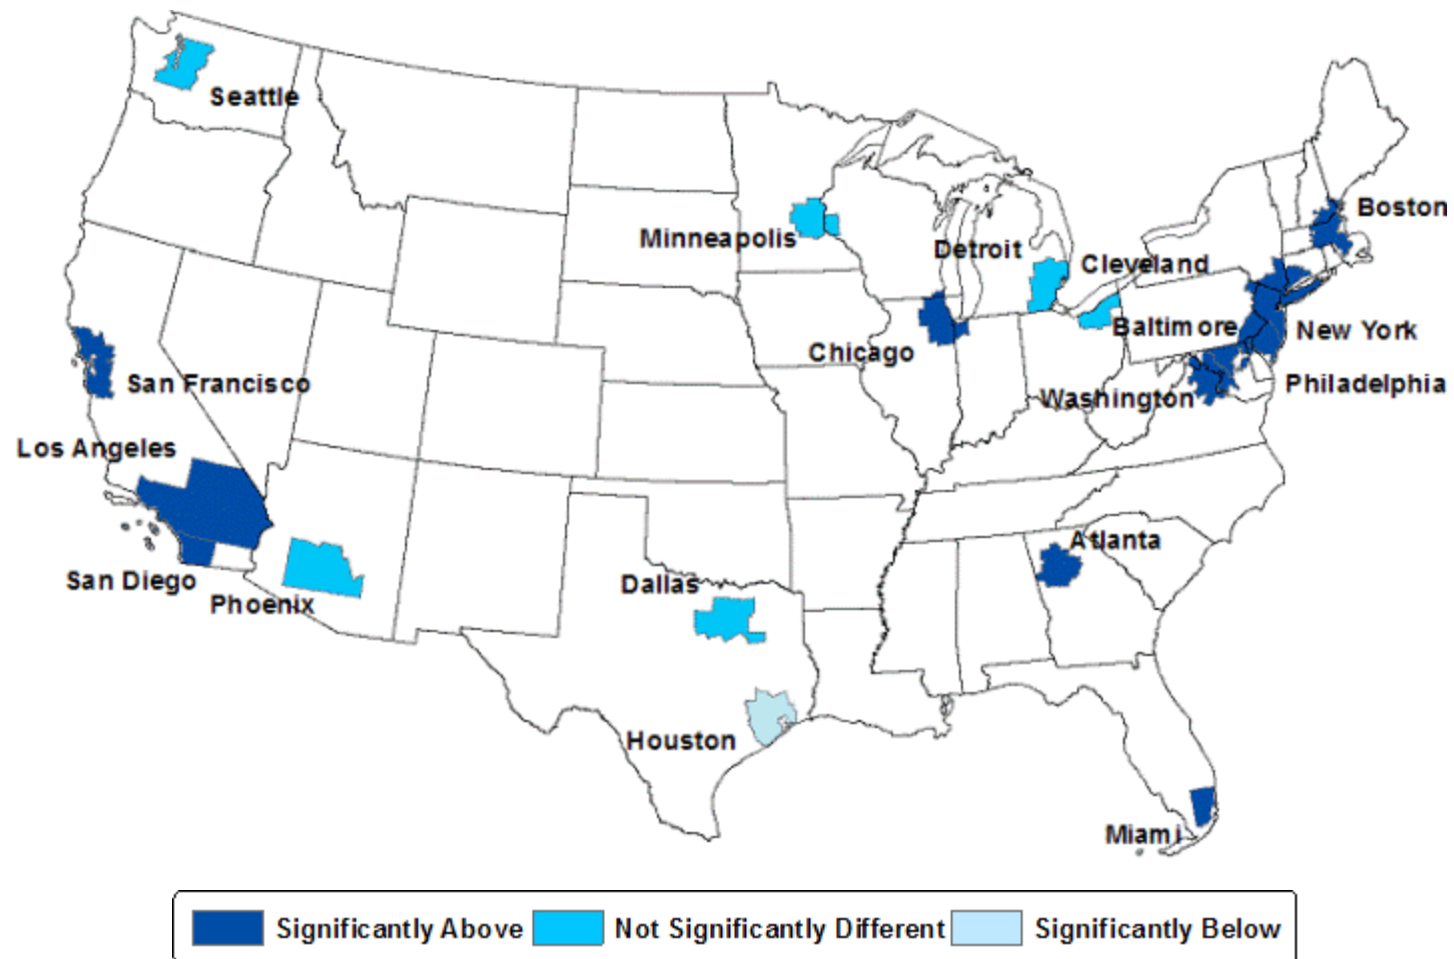 Seattle
Boston
Minneapolis
Detroit
Cleveland
Baltimore
New York
Chicago
San Francisco
Philadelphia
Washington
Los Angeles
Atlanta
San Diego
Dallas
Phoenix
Houston
Miami
Significantly Above
Not Significantly Different
Significantly Below